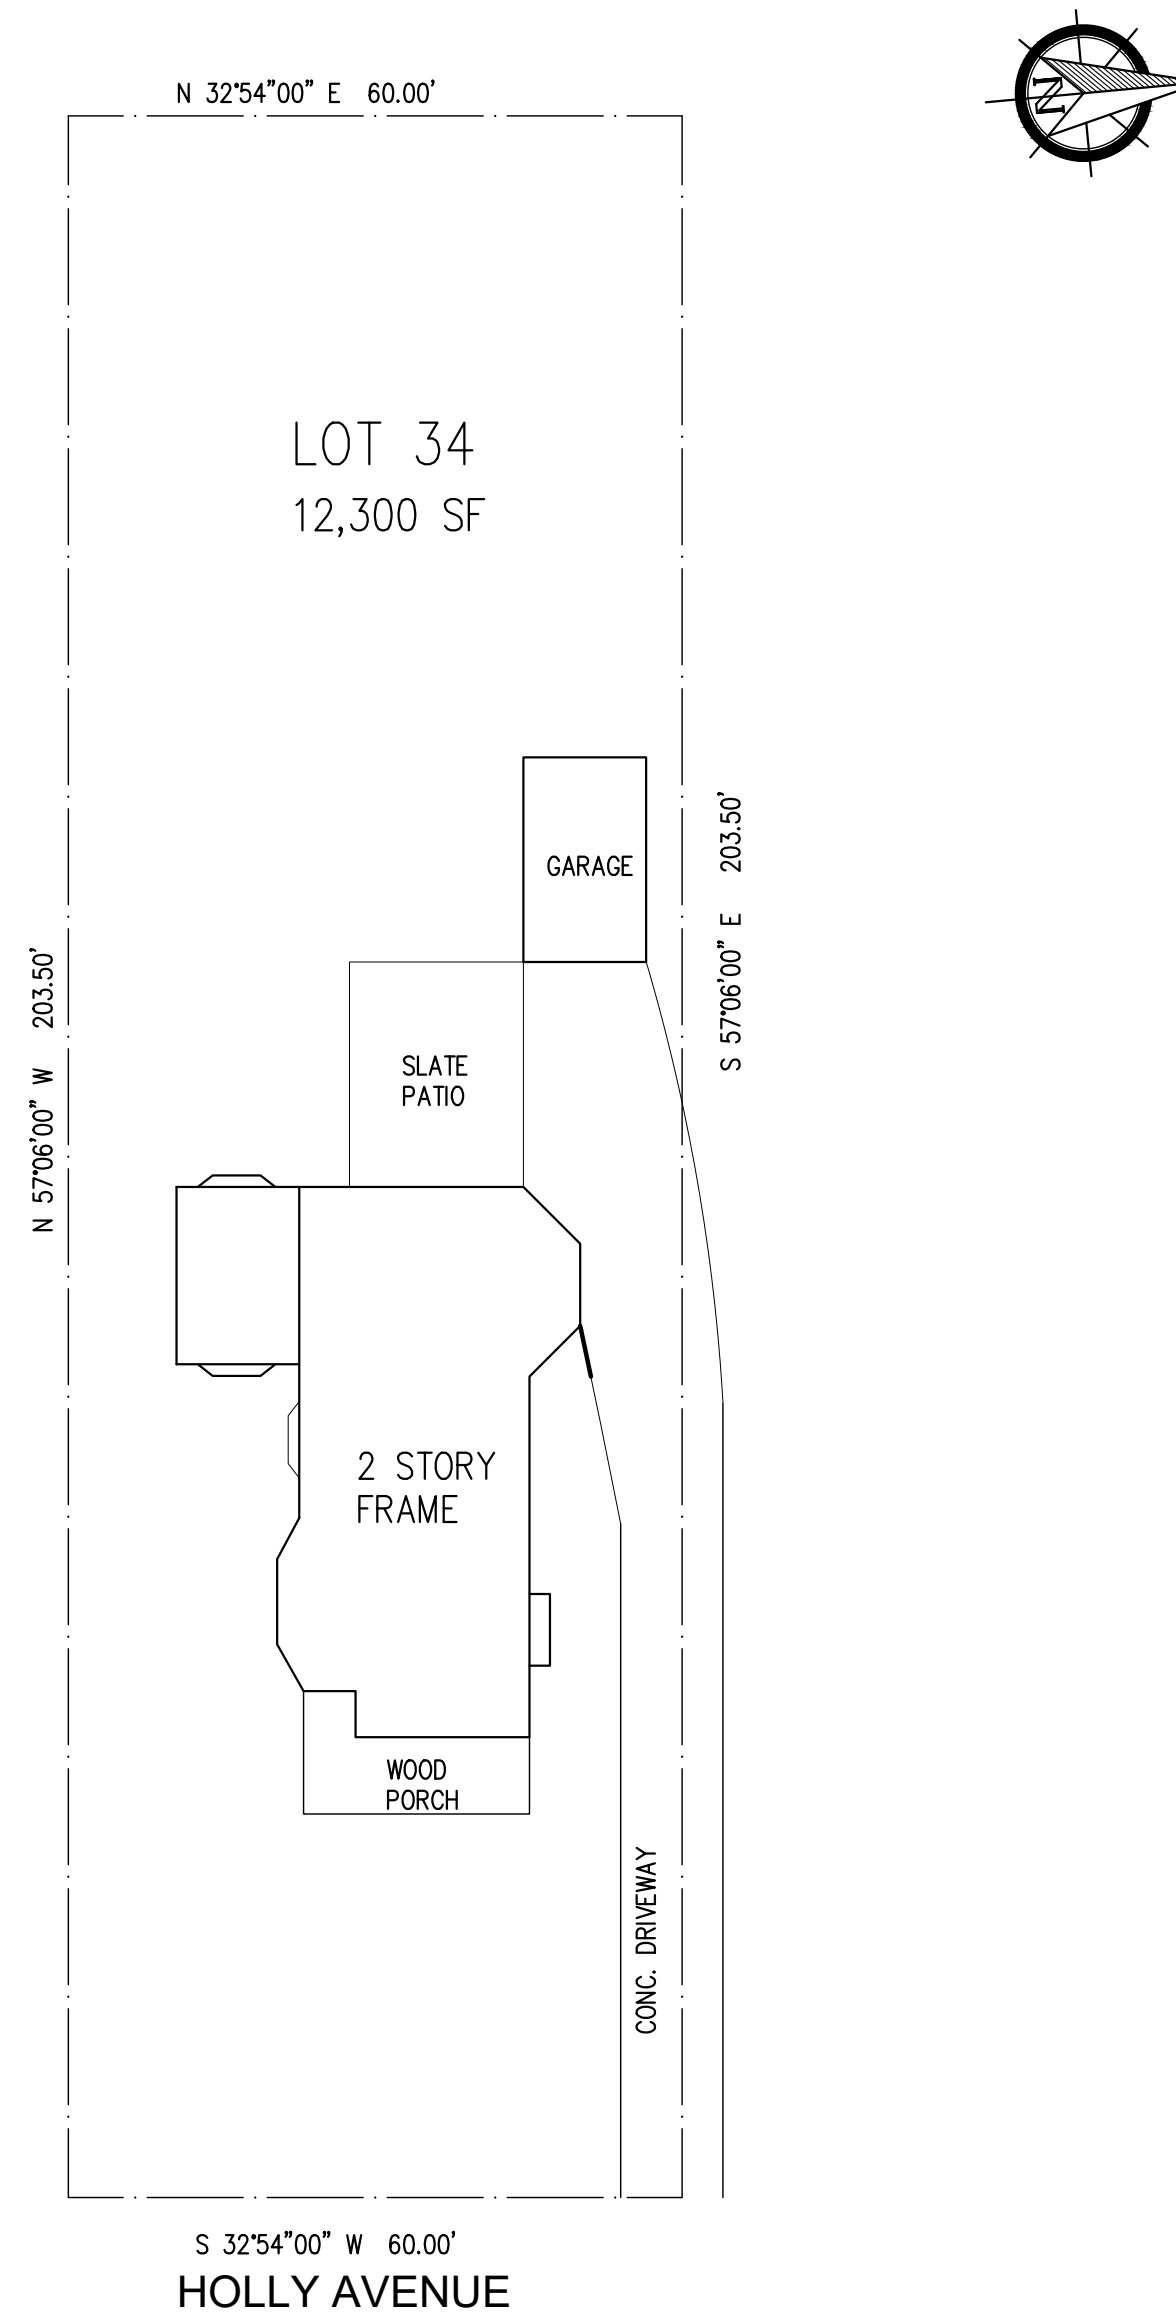 N 32°54"00" E 60.00'
N
LOT 34
12,300 SF
GARAGE
S 57°06'00" E 203.50'
N 57°06'00" W 203.50'
SLATE
PATIO
2 STORY
FRAME
WOOD
PORCH
CONC. DRIVEWAY
S 32°54"00" W 60.00'
HOLLY AVENUE